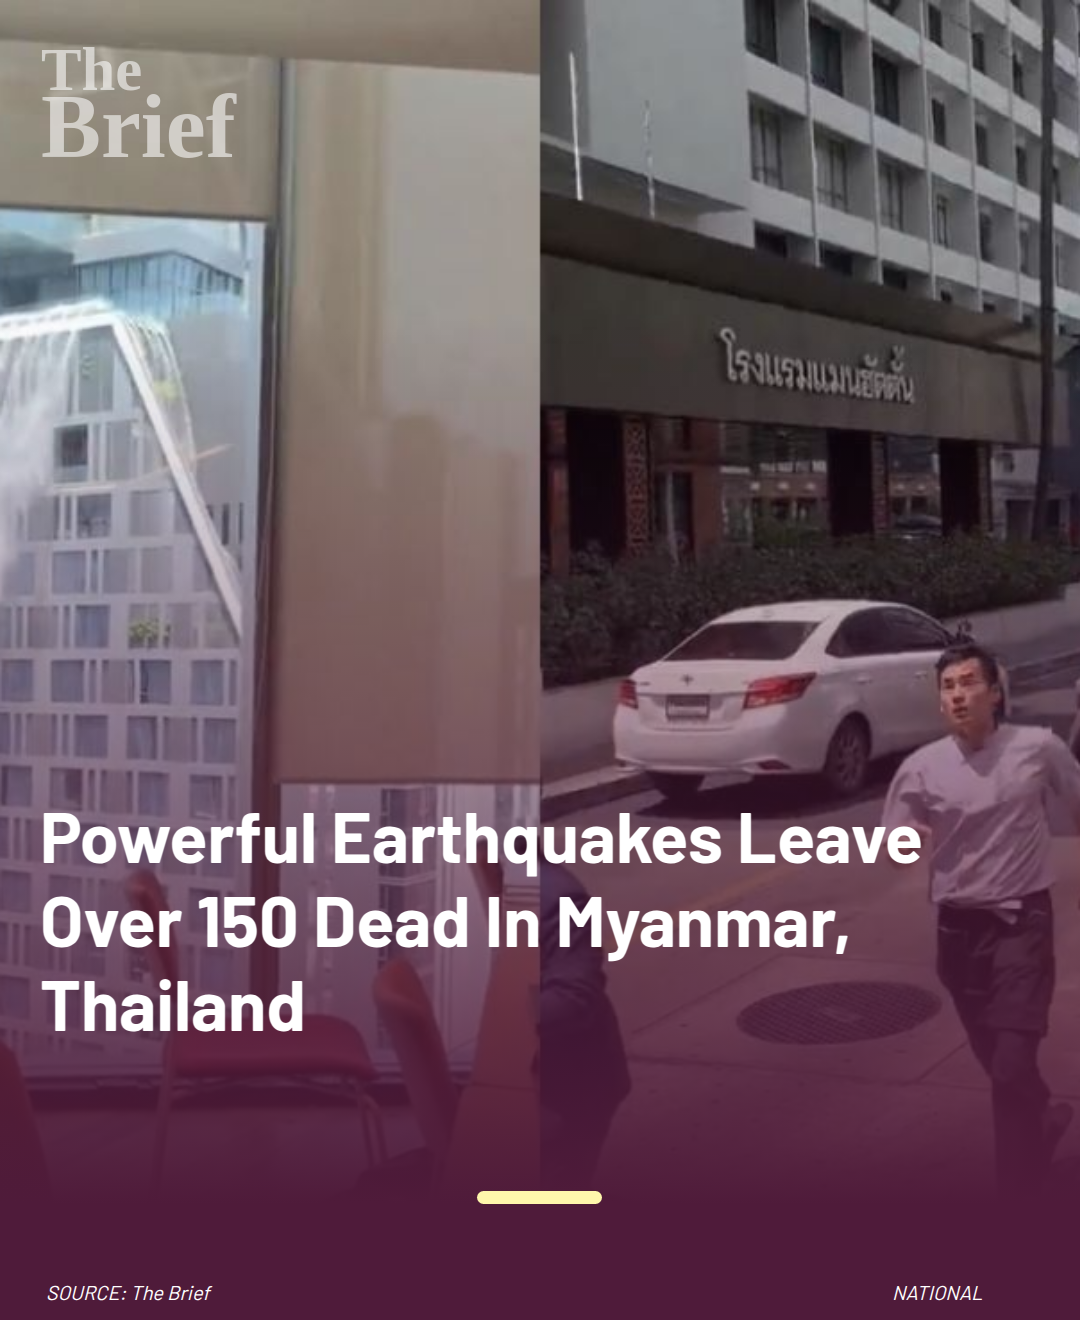 The
Brief
โรงแรมแมนฮัตตั้น
Powerful Earthquakes Leave
Over 150 Dead In Myanmar,
Thailand
SOURCE: The Brief
NATIONAL